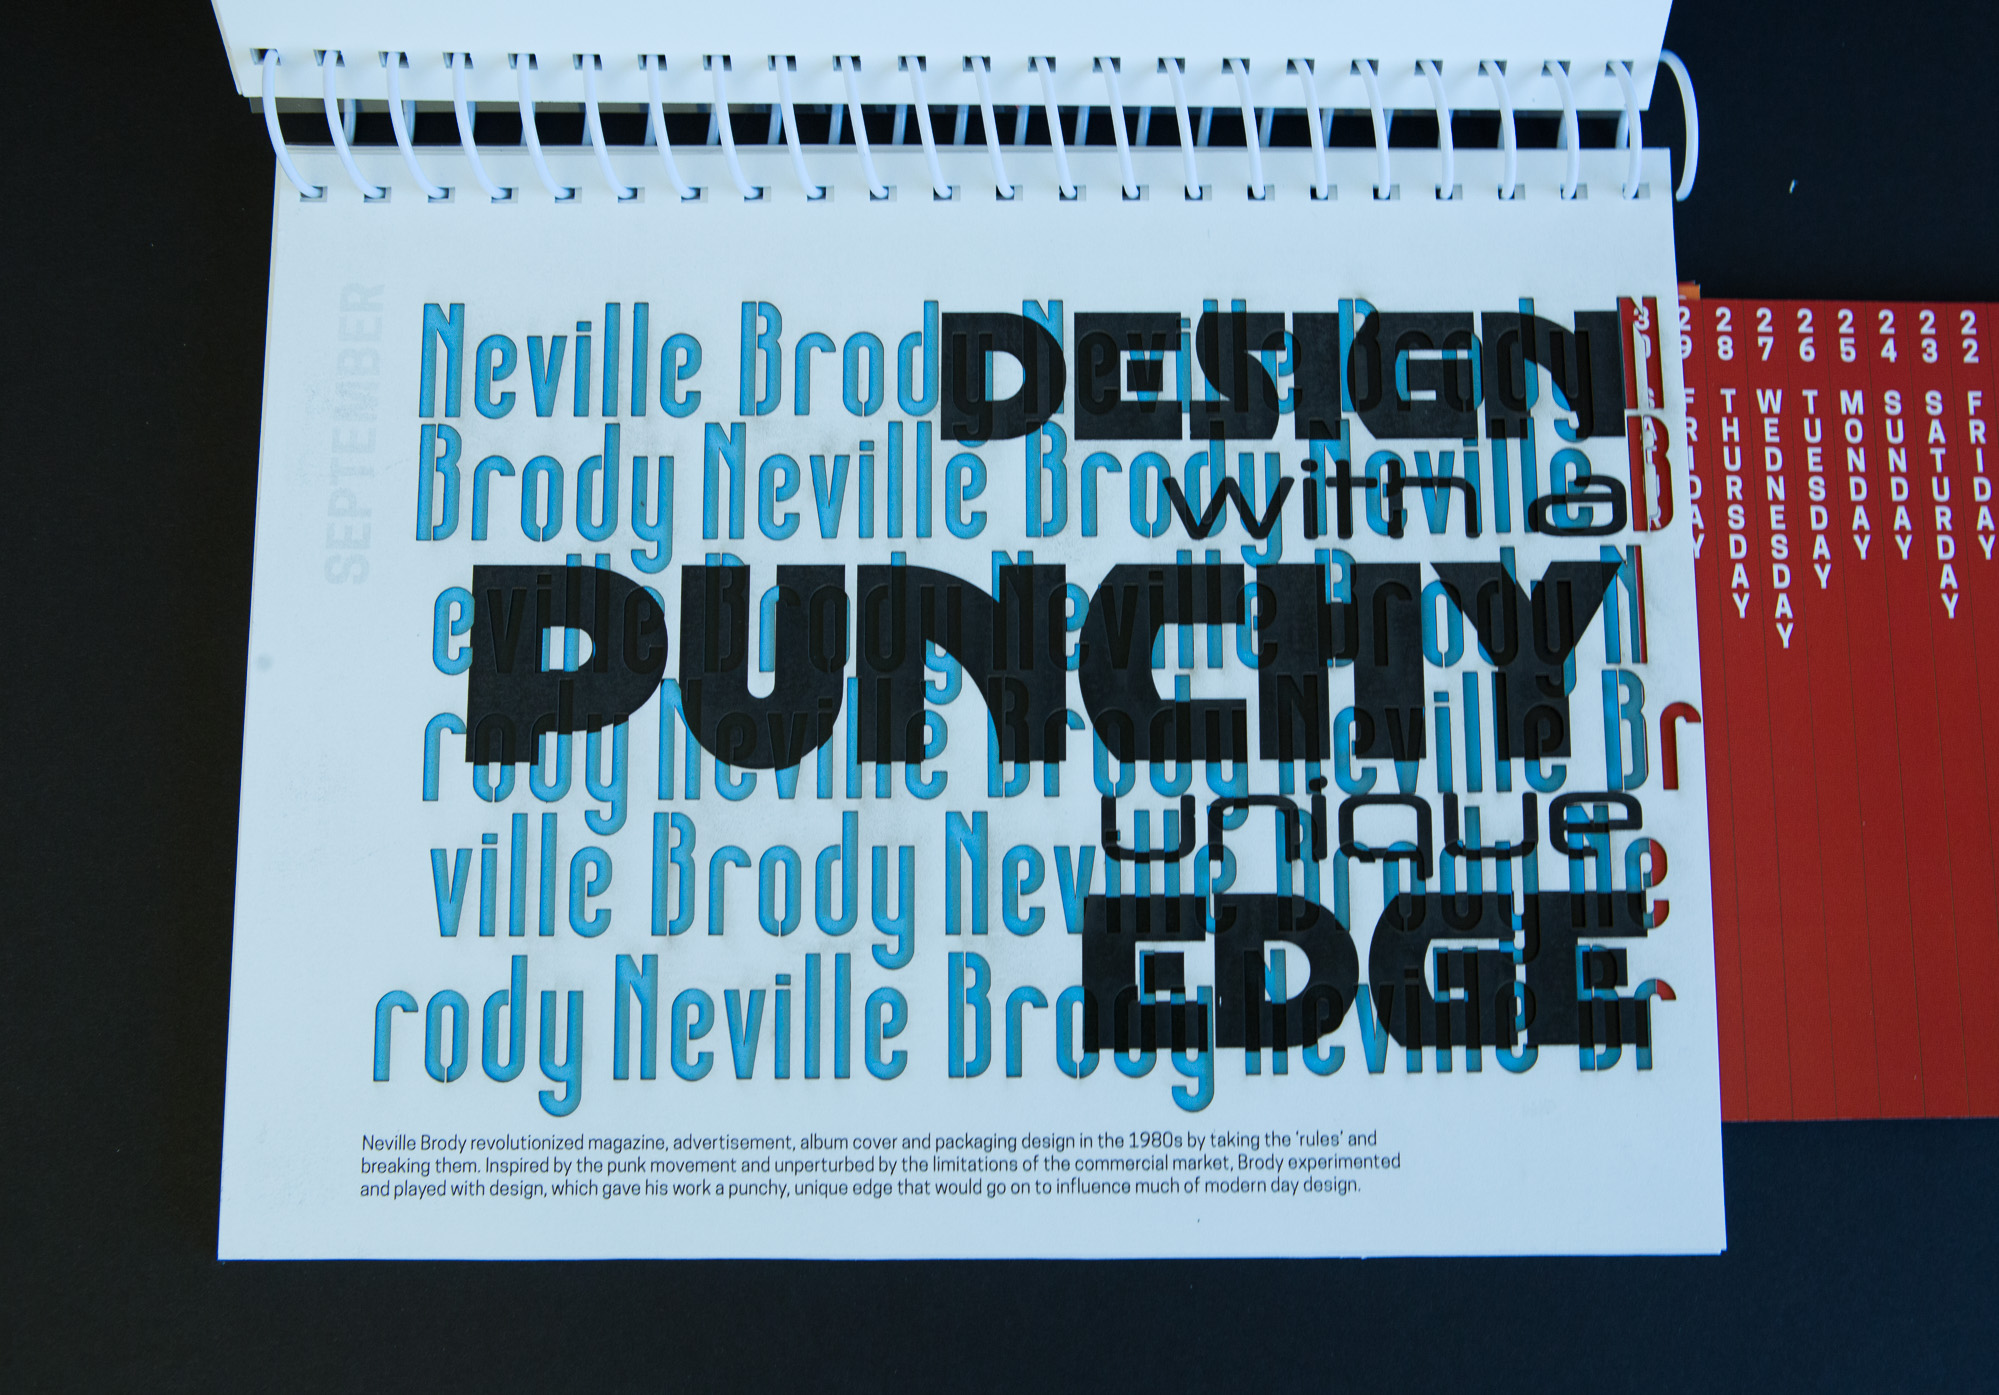 SEPTEMBER
Neville Brody Neville Brody N
Brody Neville Brody Neville B
eville Brody Neville Brody N
rody Neville Brody Neville Br
ville Brody Neville Brody Ne
rody Neville Brody Neville Br
DESIGN
with a
PUNCHY
unique
EDGE
Neville Brody revolutionized magazine, advertisement, album cover and packaging design in the 1980s by taking the ‘rules’ and
breaking them. Inspired by the punk movement and unperturbed by the limitations of the commercial market, Brody experimented
and played with design, which gave his work a punchy, unique edge that would go on to influence much of modern day design.
29 FRIDAY
28 THURSDAY
27 WEDNESDAY
26 TUESDAY
25 MONDAY
24 SUNDAY
23 SATURDAY
22 FRIDAY